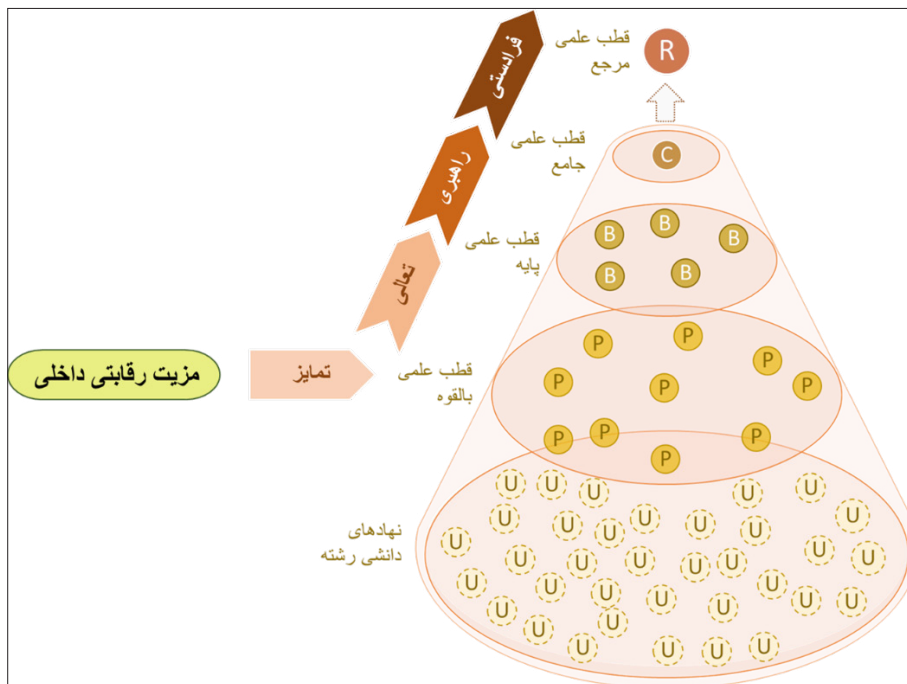 قطب علمی
مرجع
R
فرادستی
قطب علمی
جامع
C
راهبری
قطب علمی
پایه
B B B
B B
تعالی
قطب علمی
بالقوه
P P P
P P P
P P P P
تمایز
مزیت رقابتی داخلی
نهادهای
دانشی رشته
U U U U U
U U U U U U U
U U U U U U U U
U U U U U U U
U U U U U
U U U U